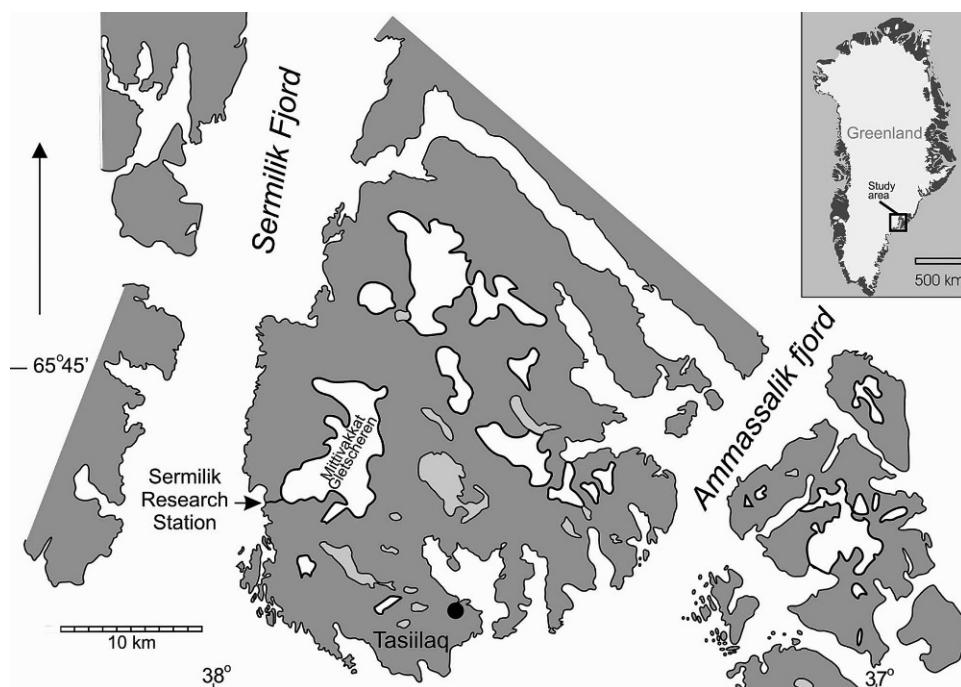 Sermilik Fjord
Greenland
Study
area
500 km
65°45'
Mittivakkat
Gletscheren
Ammassalik fjord
Sermilik
Research
Station
10 km
Tasiilaq
38°
37°